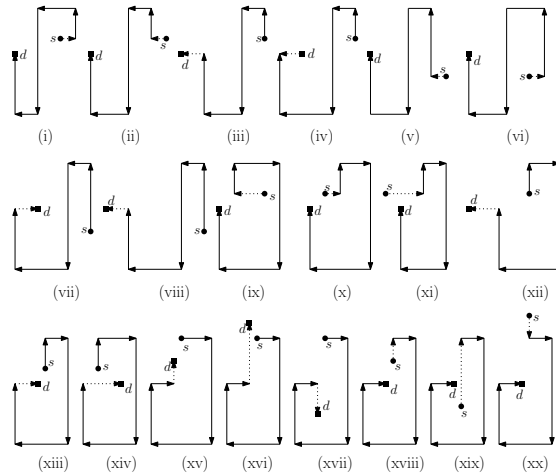 s d s d s d s d s d s d
(i) (ii) (iii) (iv) (v) (vi)
d s d s d s d s d s d s
(vii) (viii) (ix) (x) (xi) (xii)
s d s d s d s d s d s d s d s d
(xiii) (xiv) (xv) (xvi) (xvii) (xviii) (xix) (xx)